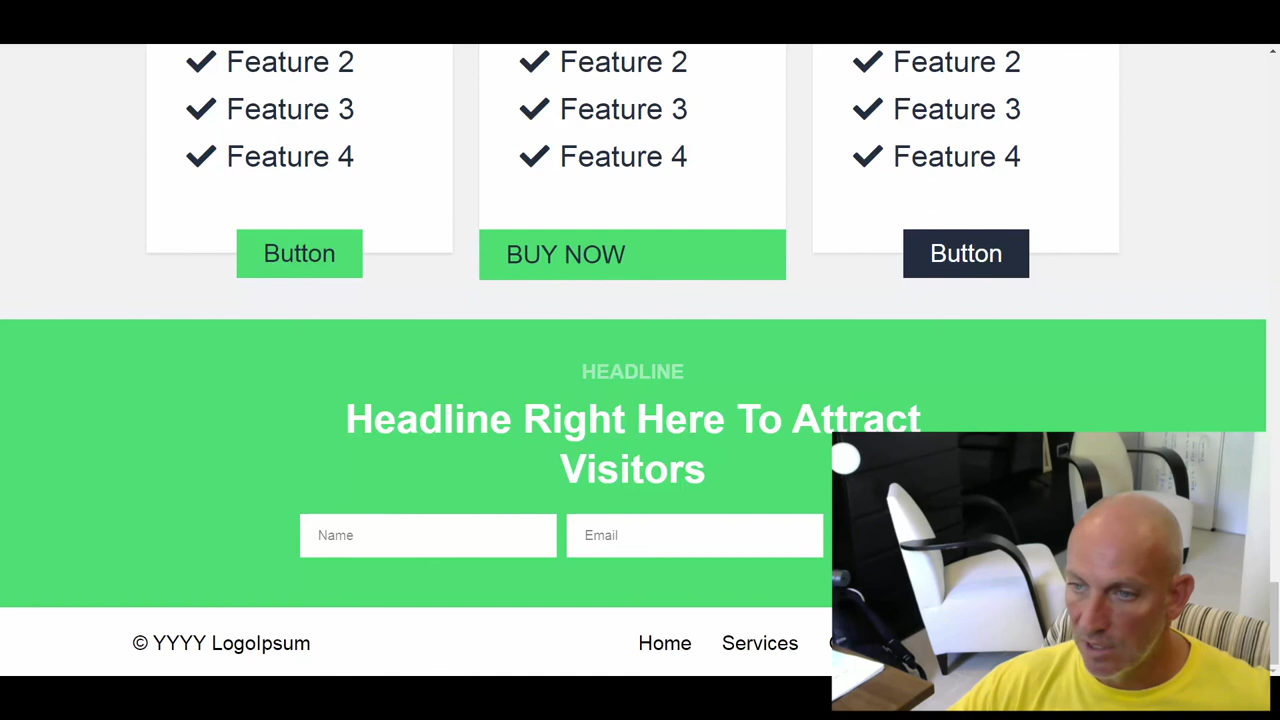 Feature 2
Feature 2
Feature 2
Feature 3
Feature 3
Feature 3
Feature 4
Feature 4
Feature 4
Button
BUY NOW
Button
HEADLINE
Headline Right Here To Attract
Visitors
Name
Email
© YYYY LogoIpsum
Home
Services